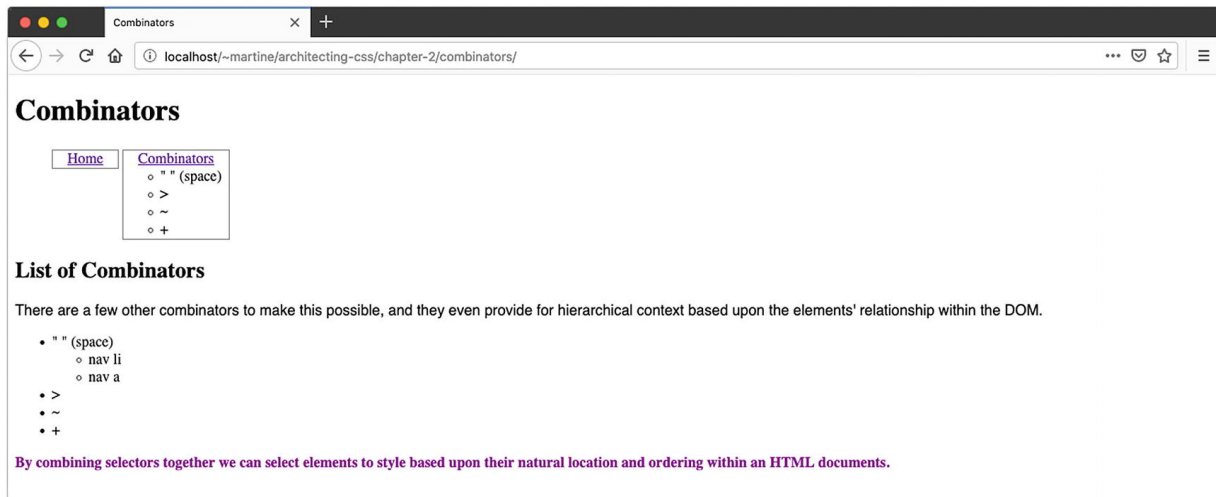 Combinators
localhost/~martine/architecting-css/chapter-2/combinators/
Combinators
Home
Combinators
" " (space)
>
~
+
List of Combinators
There are a few other combinators to make this possible, and they even provide for hierarchical context based upon the elements' relationship within the DOM.
" " (space)
nav li
nav a
>
~
+
By combining selectors together we can select elements to style based upon their natural location and ordering within an HTML documents.